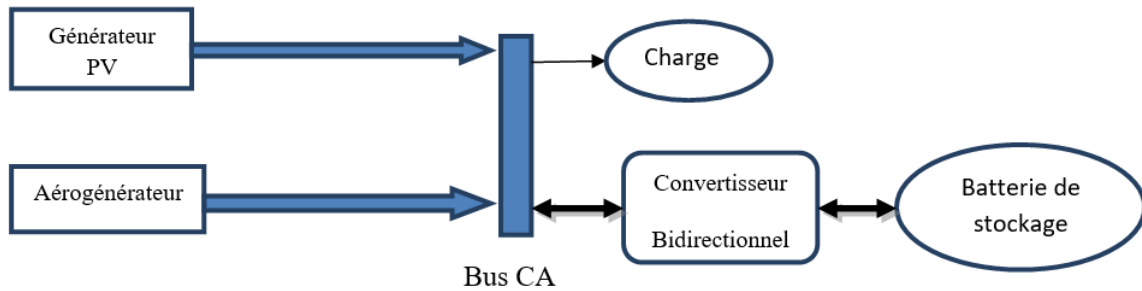 Générateur
PV
Charge
Aérogénérateur
Convertisseur
Bidirectionnel
Batterie de
stockage
Bus CA